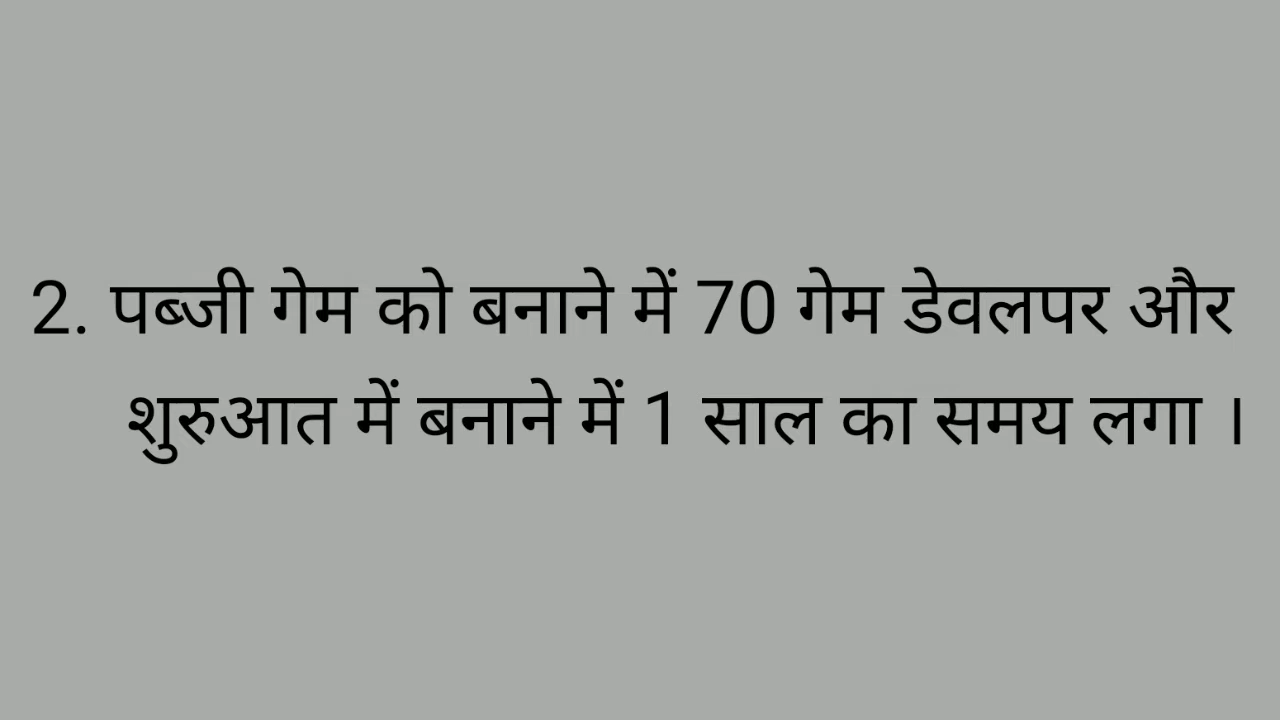 2. पब्जी गेम को बनाने में 70 गेम डेवलपर और
शुरुआत में बनाने में 1 साल का समय लगा ।